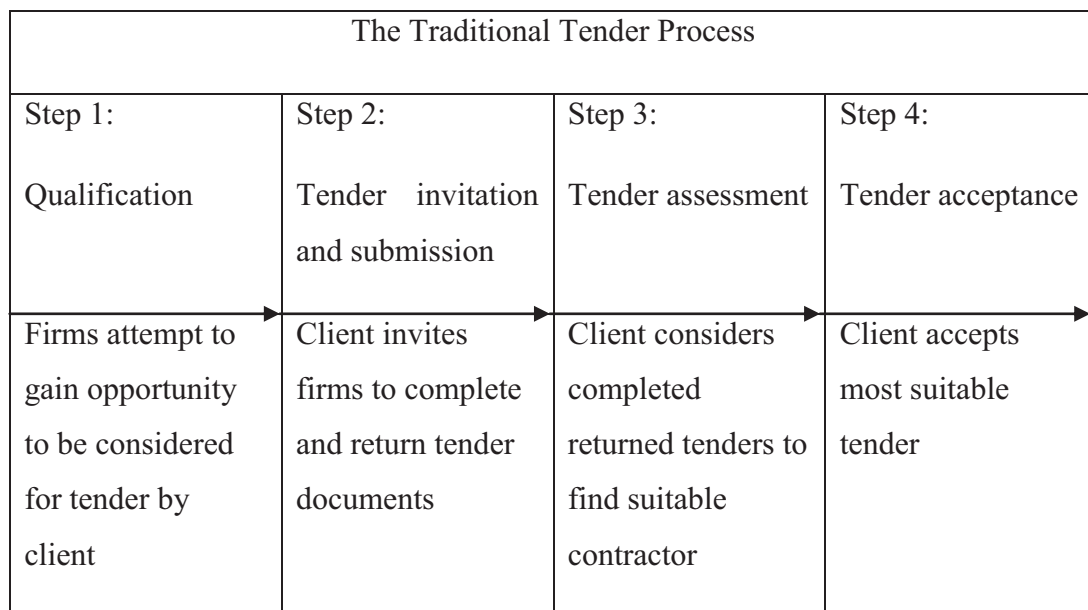 The Traditional Tender Process
Step 1:
Qualification
Step 2:
Tender invitation
and submission
Step 3:
Tender assessment
Step 4:
Tender acceptance
Firms attempt to
gain opportunity
to be considered
for tender by
client
Client invites
firms to complete
and return tender
documents
Client considers
completed
returned tenders to
find suitable
contractor
Client accepts
most suitable
tender